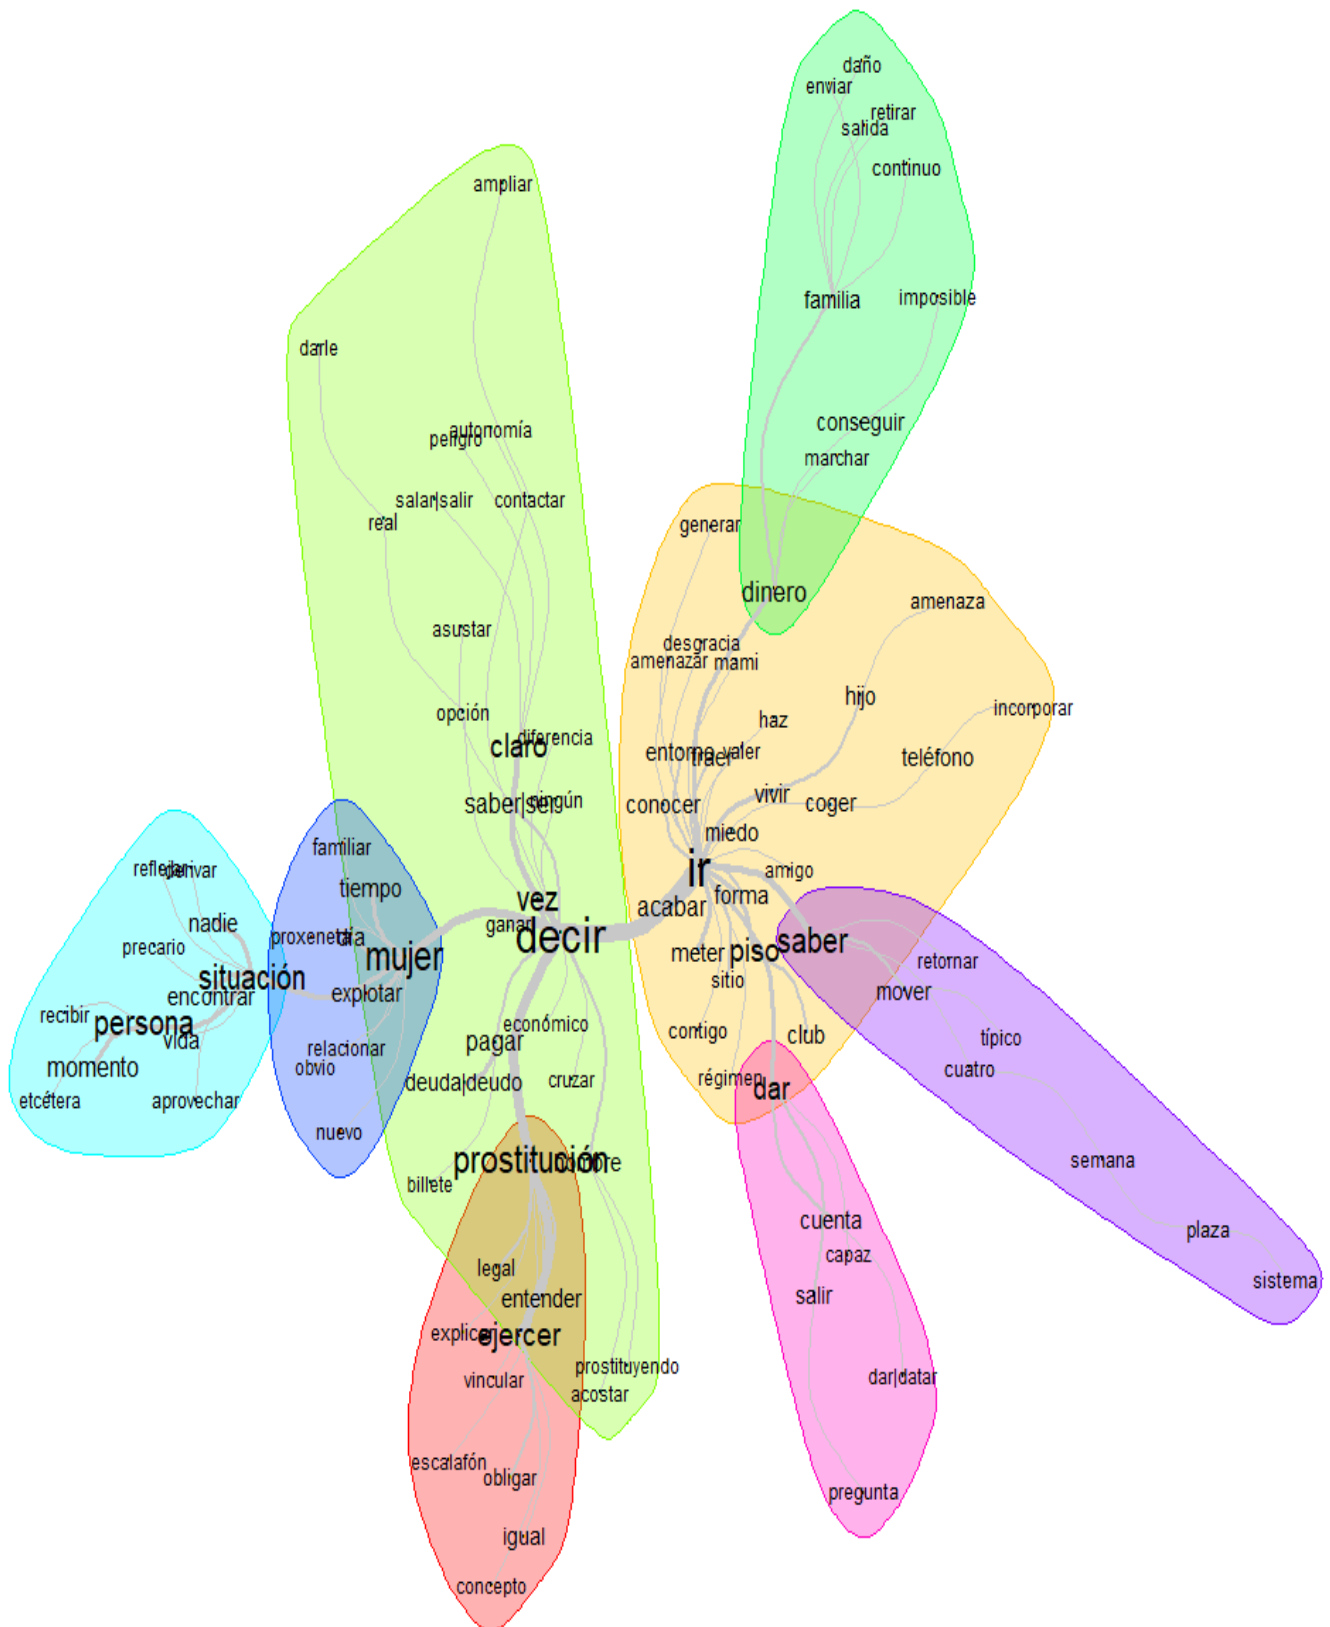 daño
enviar
retirar
salida
continuo
ampliar
familia
imposible
darle
conseguir
autonomía
peligro
marchar
salar|salir
contactar
real
generar
dinero
amenaza
asustar
desgracia
amenazar
mami
hijo
incorporar
opción
haz
diferencia
claro
entorno
traer
valer
teléfono
vivir
saber|ser
ningún
conocer
coger
miedo
familiar
refleja
derivar
ir
amigo
tiempo
forma
vez
acabar
nadie
ganar
decir
proxeneta
día
precario
mujer
meter
piso
saber
retornar
situación
sitio
encontrar
explotar
mover
recibir
persona
vida
económico
contigo
club
típico
pagar
relacionar
obvio
momento
cuatro
deuda|deudo
cruzar
régimen
dar
etcétera
aprovechar
nuevo
prostitución
hombre
semana
billete
cuenta
plaza
capaz
legal
sistema
entender
salir
explicar
ejercer
prostituyendo
dar|datar
vincular
acostar
escalafón
obligar
pregunta
igual
concepto